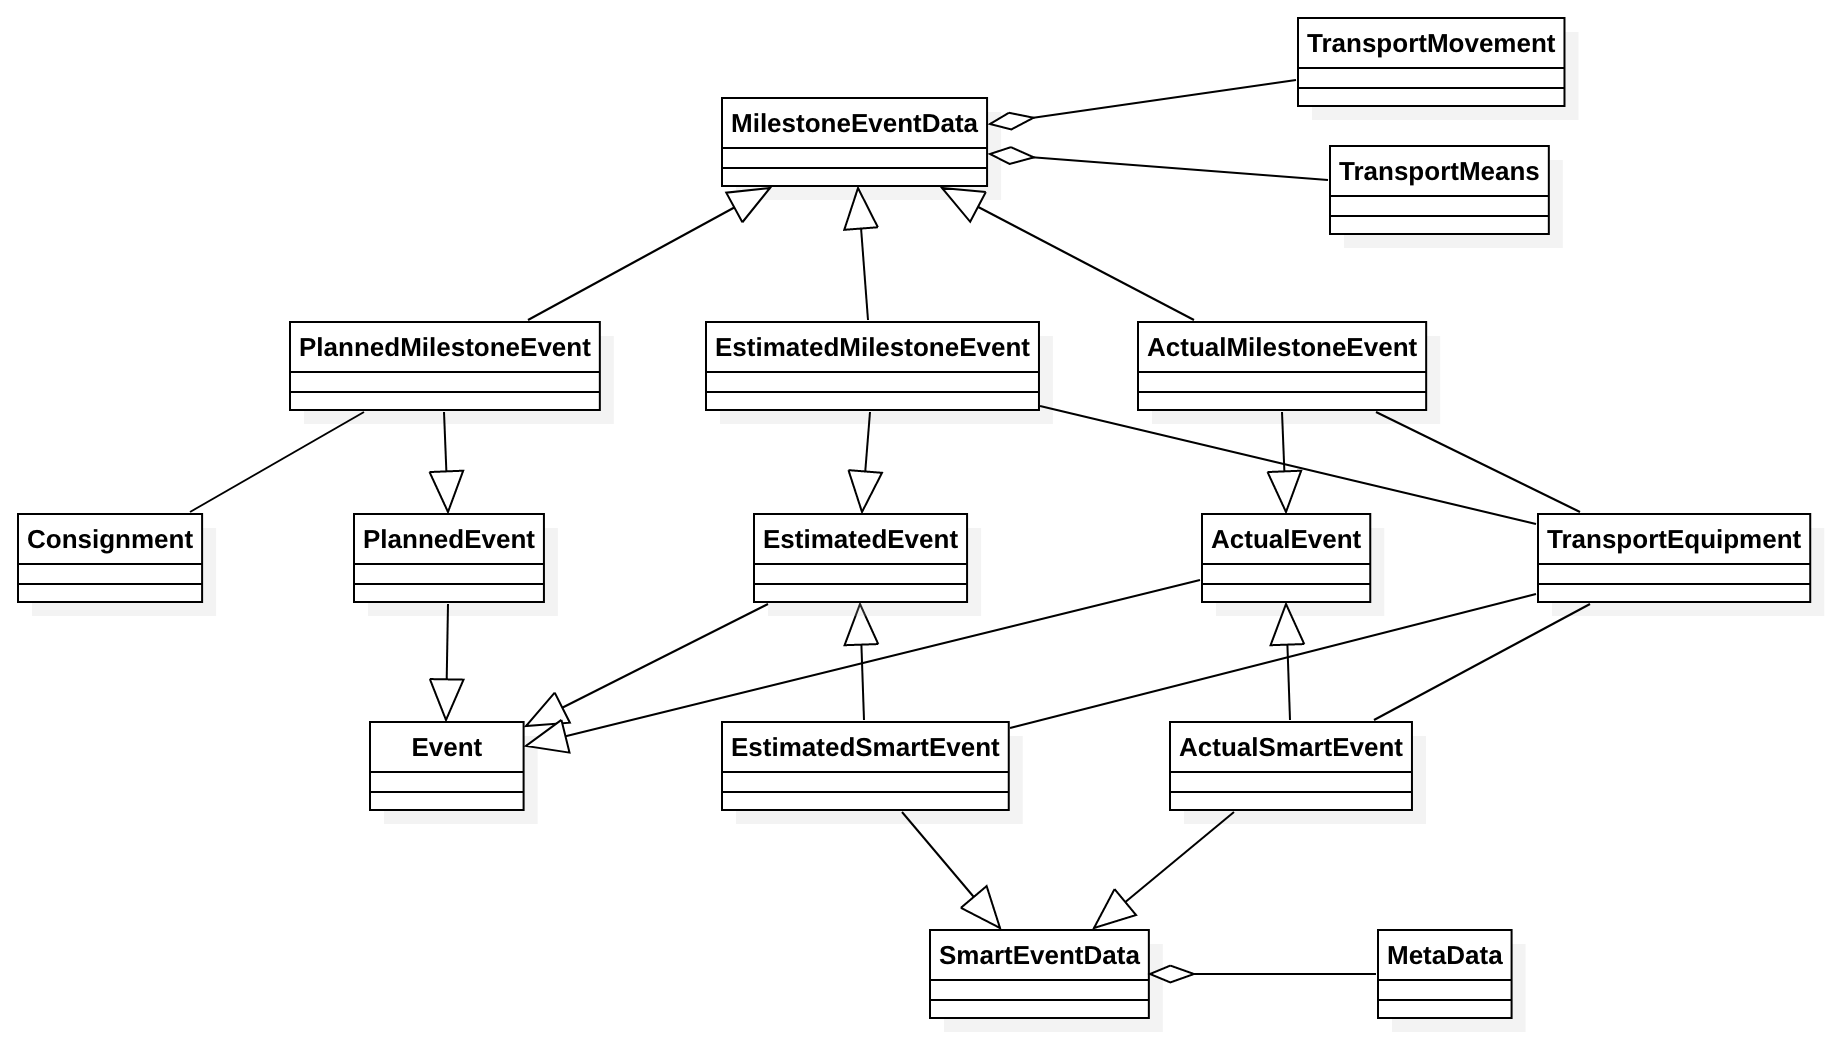 TransportMovement
MilestoneEventData
TransportMeans
PlannedMilestoneEvent
EstimatedMilestoneEvent
ActualMilestoneEvent
Consignment
PlannedEvent
EstimatedEvent
ActualEvent
TransportEquipment
Event
EstimatedSmartEvent
ActualSmartEvent
SmartEventData
MetaData